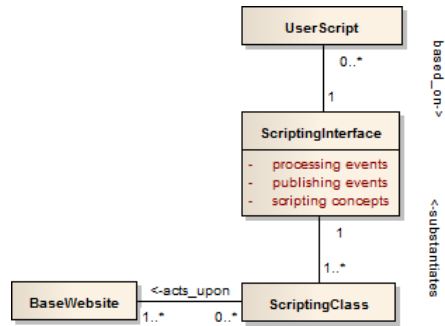 UserScript
0..*
based_on->
1
ScriptingInterface
- processing events
- publishing events
- scripting concepts
1
<-substantiates
1..*
<-acts_upon
BaseWebsite
ScriptingClass
1..*
0..*